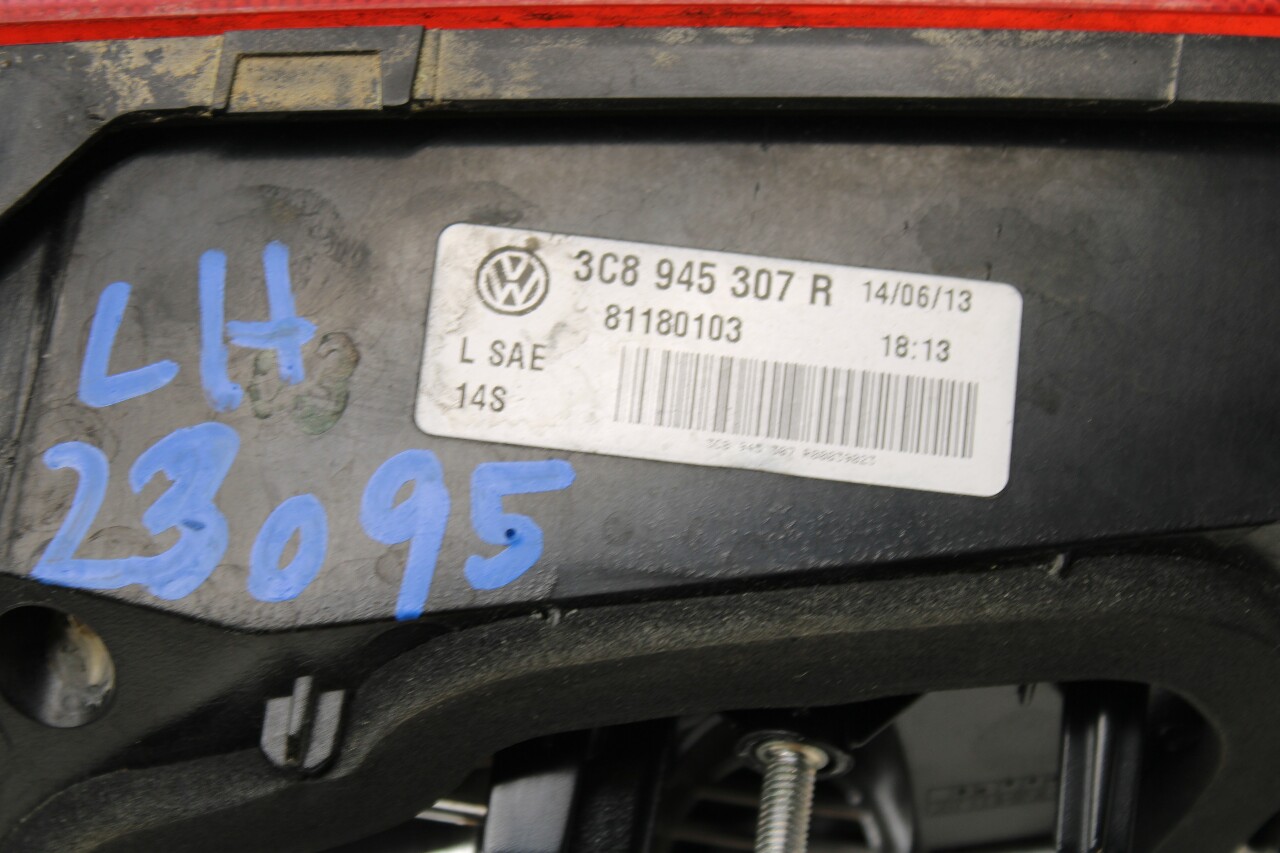 LH
23095
3C8 945 307 R 14/06/13
81180103 18:13
L SAE
14S